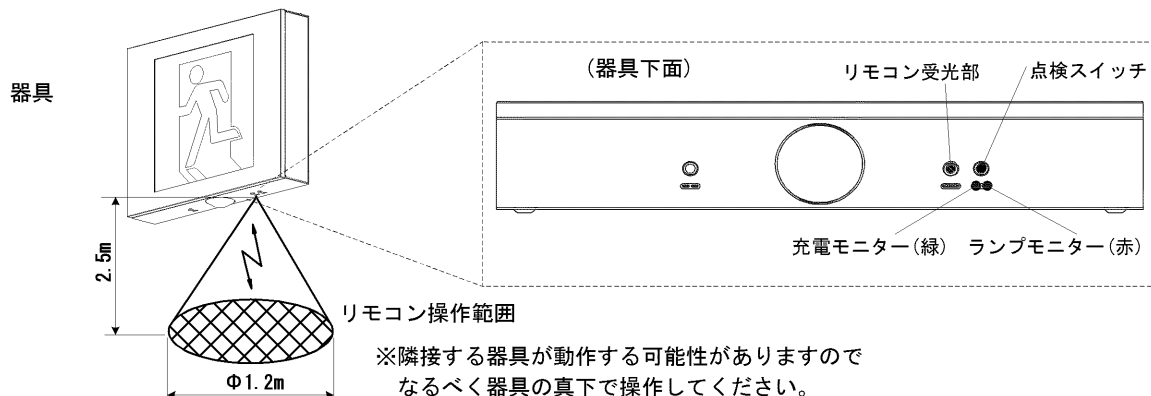 器具
(器具下面)
リモコン受光部
点検スイッチ
充電モニター(緑)
ランプモニター(赤)
2.5m
リモコン操作範囲
Φ1.2m
※隣接する器具が動作する可能性がありますので
なるべく器具の真下で操作してください。